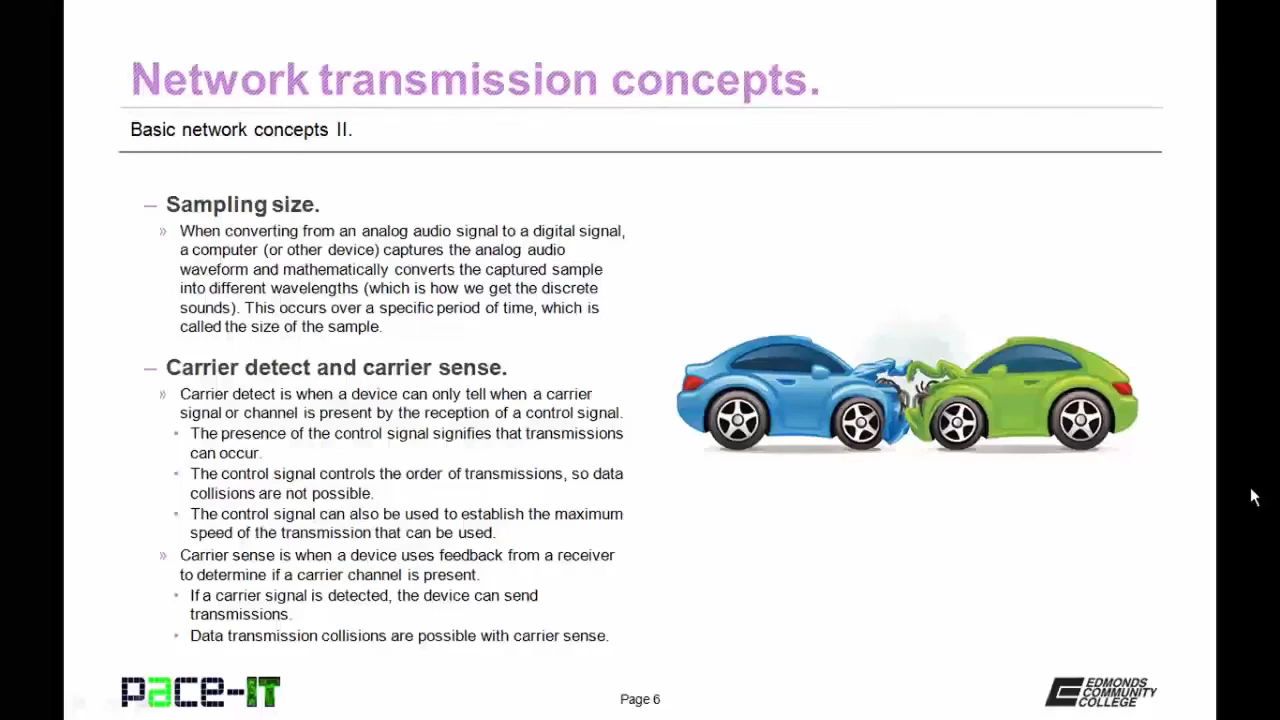 Network transmission concepts.
Basic network concepts II.
– Sampling size.
» When converting from an analog audio signal to a digital signal,
a computer (or other device) captures the analog audio
waveform and mathematically converts the captured sample
into different wavelengths (which is how we get the discrete
sounds). This occurs over a specific period of time, which is
called the size of the sample.
– Carrier detect and carrier sense.
» Carrier detect is when a device can only tell when a carrier
signal or channel is present by the reception of a control signal.
• The presence of the control signal signifies that transmissions
can occur.
• The control signal controls the order of transmissions, so data
collisions are not possible.
• The control signal can also be used to establish the maximum
speed of the transmission that can be used.
» Carrier sense is when a device uses feedback from a receiver
to determine if a carrier channel is present.
• If a carrier signal is detected, the device can send
transmissions.
• Data transmission collisions are possible with carrier sense.
pace-IT
Page 6
EDMONDS
COMMUNITY
COLLEGE